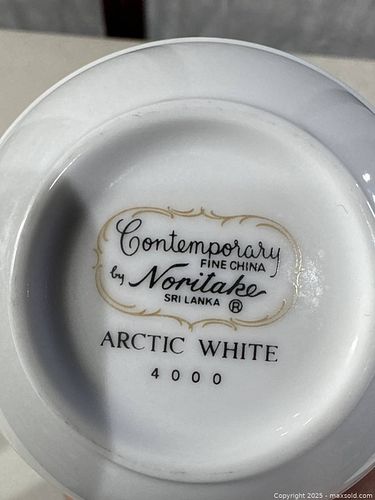 Contemporary
FINE CHINA
by Noritake
SRI LANKA ®
ARCTIC WHITE
4000
Copyright 2025 - maxsold.com